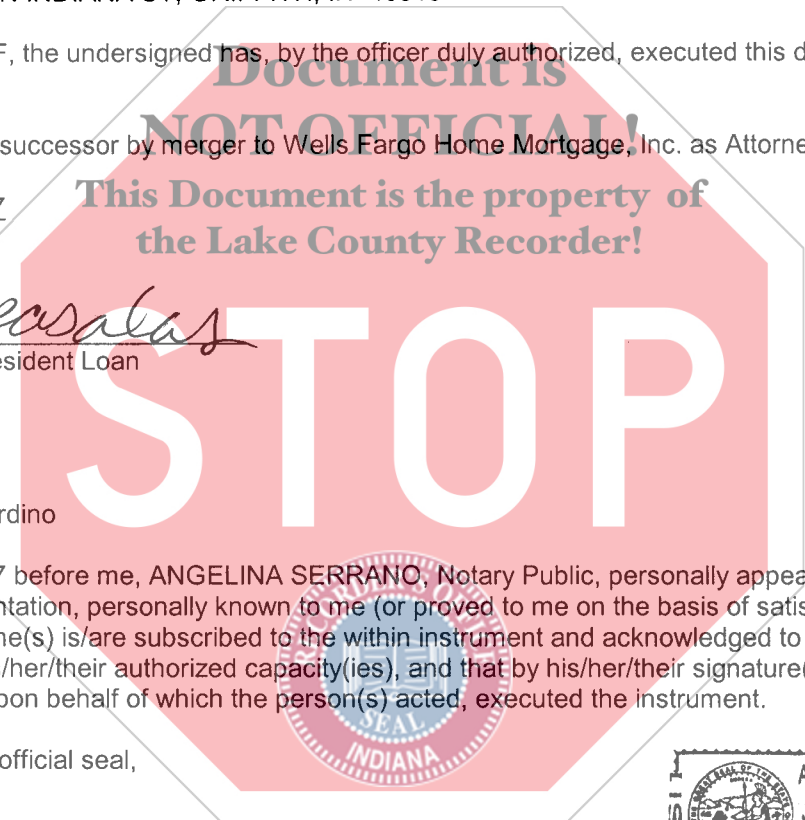 F, the undersigned has, by the officer duly authorized, executed this d
Document is
NOT OFFICIAL!
successor by merger to Wells Fargo Home Mortgage, Inc. as Attorne
This Document is the property of
the Lake County Recorder!
STOP
esident Loan
rdino
7 before me, ANGELINA SERRANO, Notary Public, personally appea
ntation, personally known to me (or proved to me on the basis of satis
me(s) is/are subscribed to the within instrument and acknowledged to
s/her/their authorized capacity(ies), and that by his/her/their signature(
pon behalf of which the person(s) acted, executed the instrument.
SEAL
INDIANA
official seal,